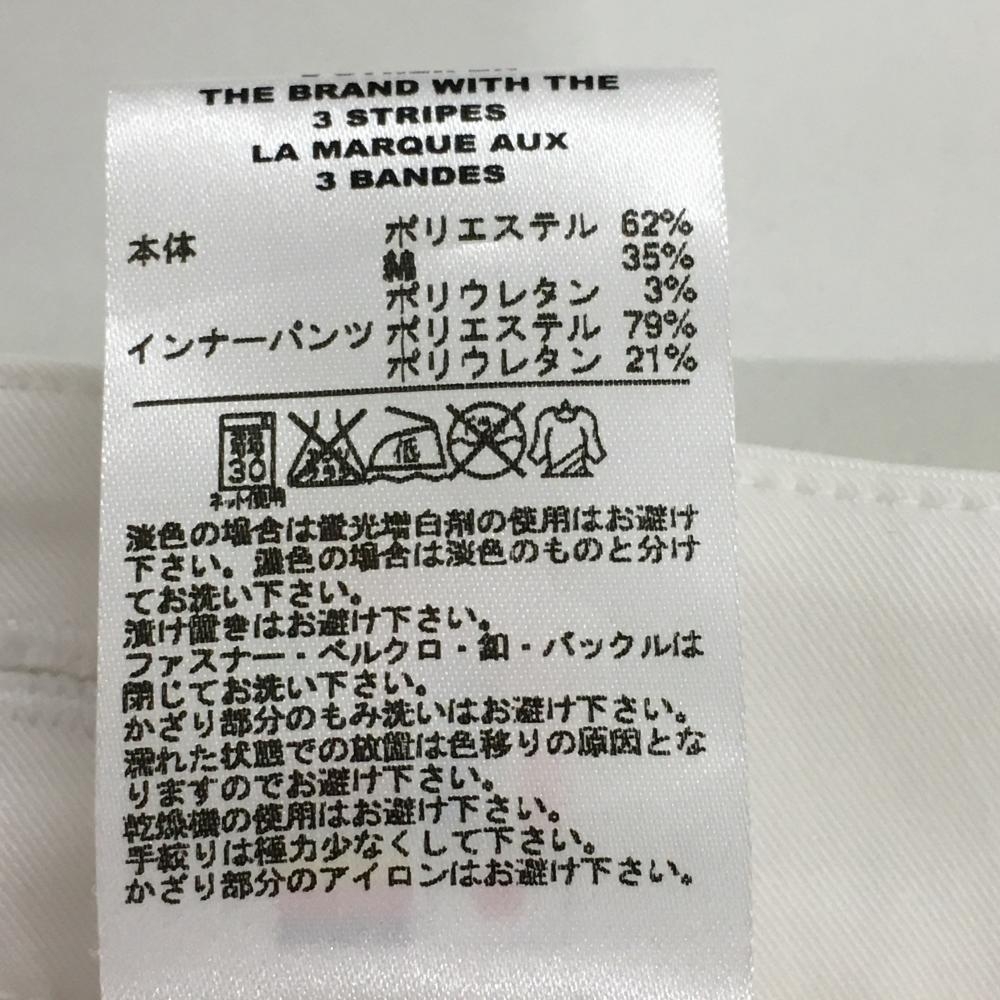 THE BRAND WITH THE
3 STRIPES
LA MARQUE AUX
3 BANDES
本体 ポリエステル 62%
綿 35%
ポリウレタン 3%
インナーパンツ ポリエステル 79%
ポリウレタン 21%
30
低
ネット使用
淡色の場合は蛍光増白剤の使用はお避け
下さい。濃色の場合は淡色のものと分け
てお洗い下さい。
漬け置きはお避け下さい。
ファスナー・ベルクロ・釦・バックルは
閉じてお洗い下さい。
かざり部分のもみ洗いはお避け下さい。
濡れた状態での放置は色移りの原因とな
りますのでお避け下さい。
乾燥機の使用はお避け下さい。
手絞りは極力少なくして下さい。
かざり部分のアイロンはお避け下さい。